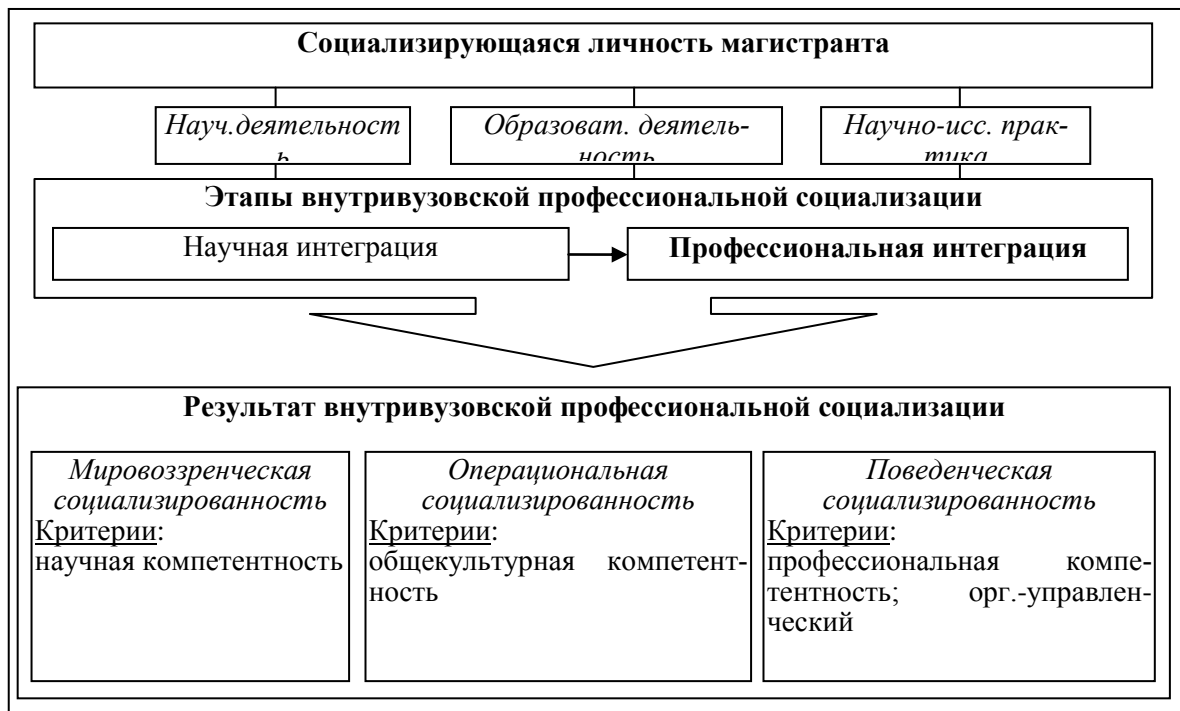 Социализирующаяся личность магистранта
Науч.деятельност
ь
Образоват. деятель-
ность
Научно-исс. прак-
тика
Этапы внутривузовской профессиональной социализации
Научная интеграция
Профессиональная интеграция
Результат внутривузовской профессиональной социализации
Мировоззренческая
социализированность
Критерии:
научная компетентность
Операциональная
социализированность
Критерии:
общекультурная компетент-
ность
Поведенческая
социализированность
Критерии:
профессиональная компе-
тентность; орг.-управлен-
ческий